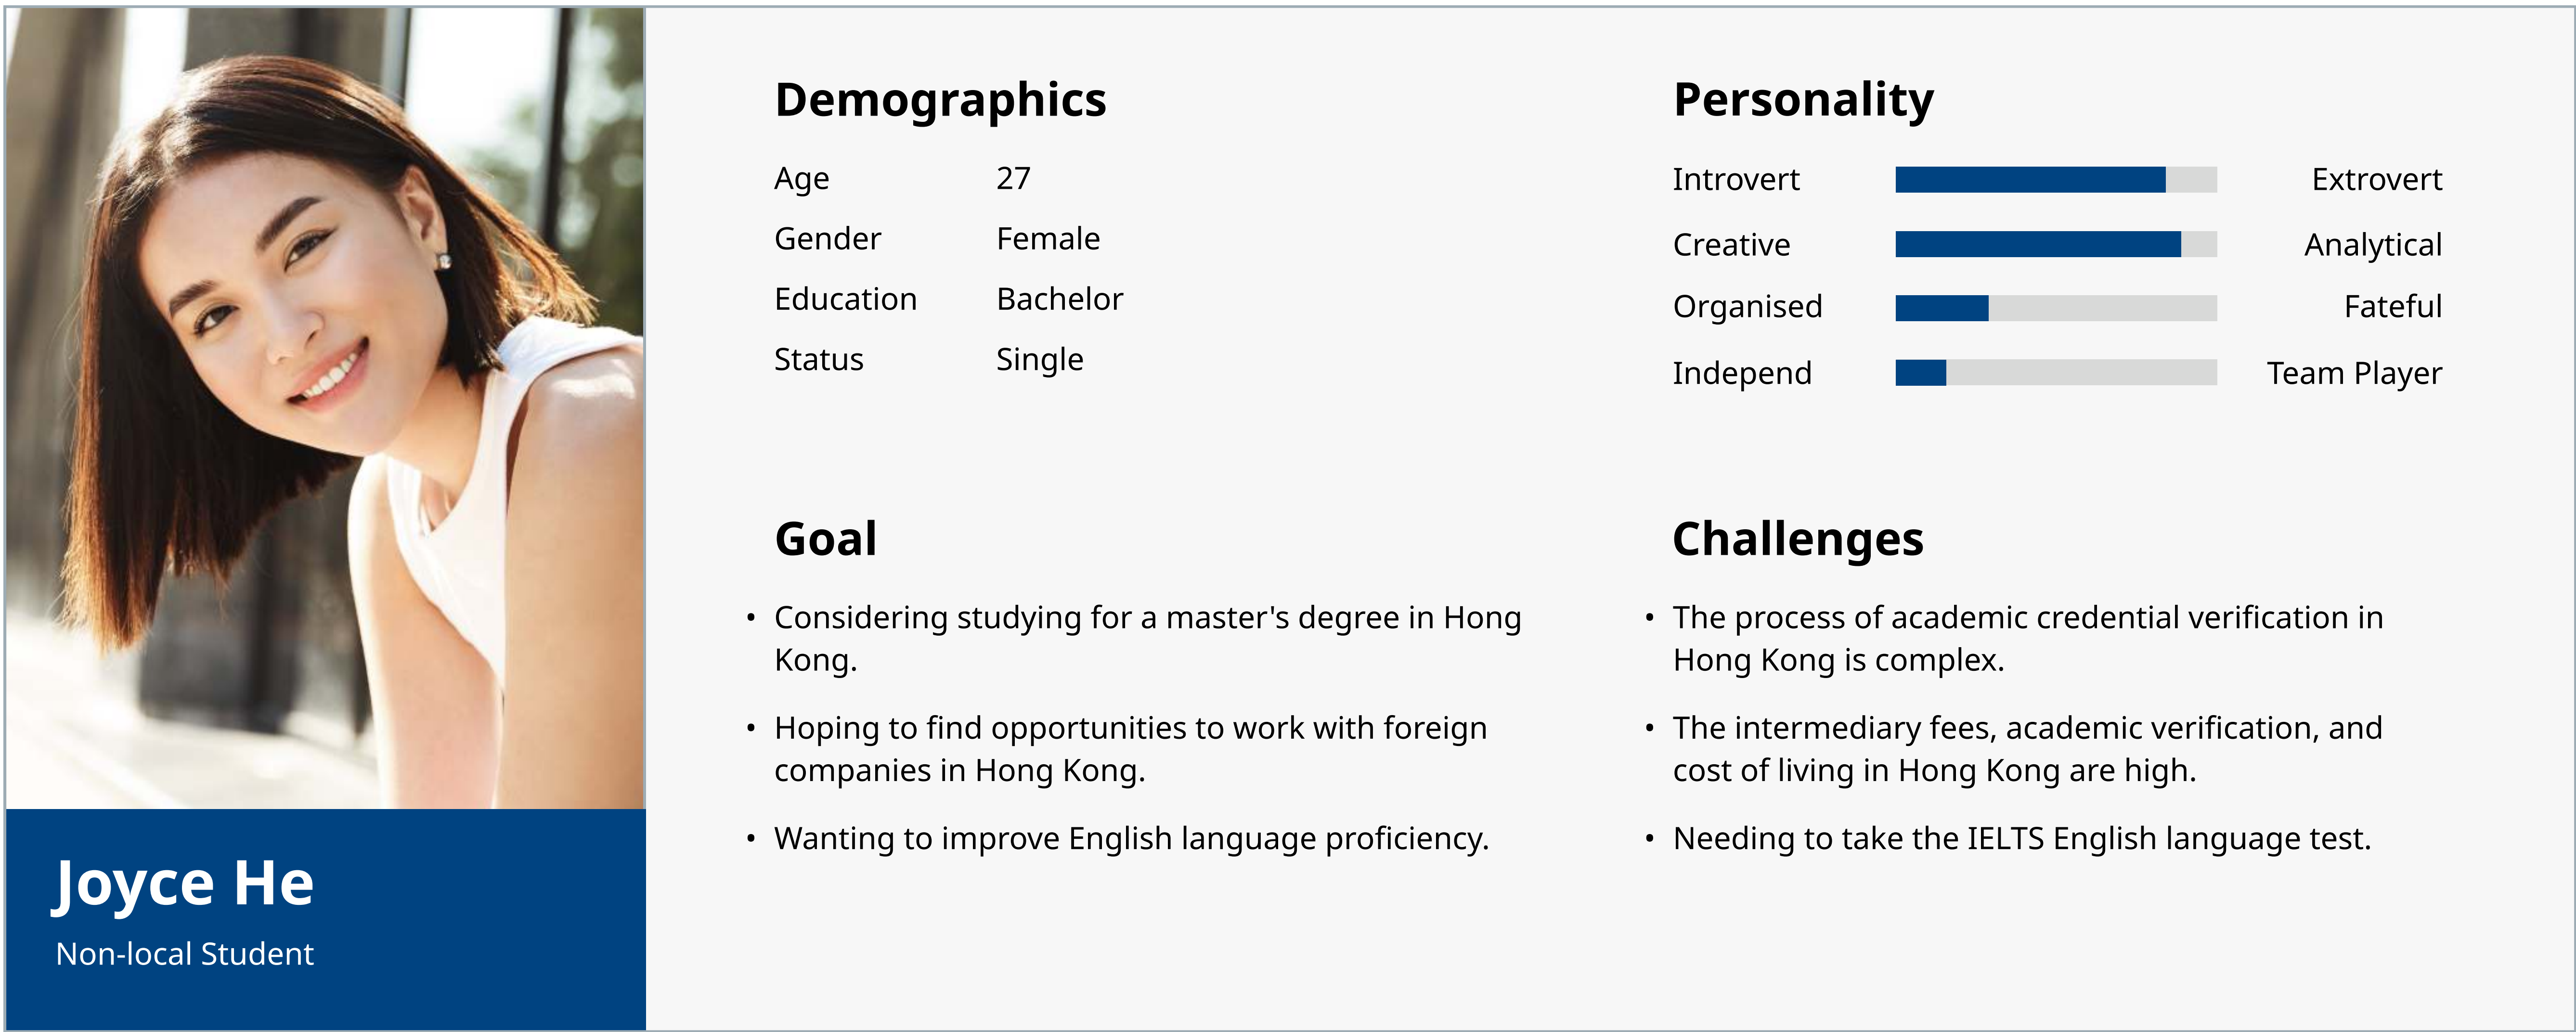 Demographics
Age 27
Gender Female
Education Bachelor
Status Single
Personality
Introvert Extrovert
Creative Analytical
Organised Fateful
Independ Team Player
Goal
• Considering studying for a master's degree in Hong
Kong.
• Hoping to find opportunities to work with foreign
companies in Hong Kong.
• Wanting to improve English language proficiency.
Challenges
• The process of academic credential verification in
Hong Kong is complex.
• The intermediary fees, academic verification, and
cost of living in Hong Kong are high.
• Needing to take the IELTS English language test.
Joyce He
Non-local Student